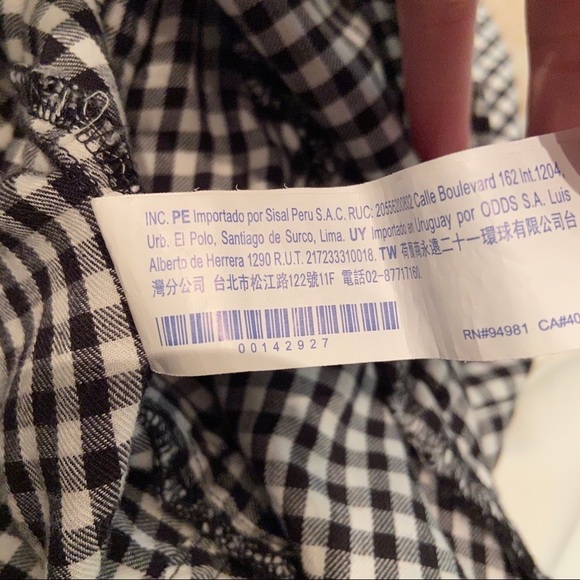 INC. PE Importado por Sisal Peru S.A.C. RUC: 20556200802 Calle Boulevard 162 Int.1204,
Urb. El Polo, Santiago de Surco, Lima. UY Importado en Uruguay por ODDS S.A. Luis
Alberto de Herrera 1290 R.U.T. 217233310018. TW 荷屬商永遠二十一環球有限公司台
灣分公司 台北市松江路122號11F 電話02-87717160.
00142927
RN#94981 CA#40